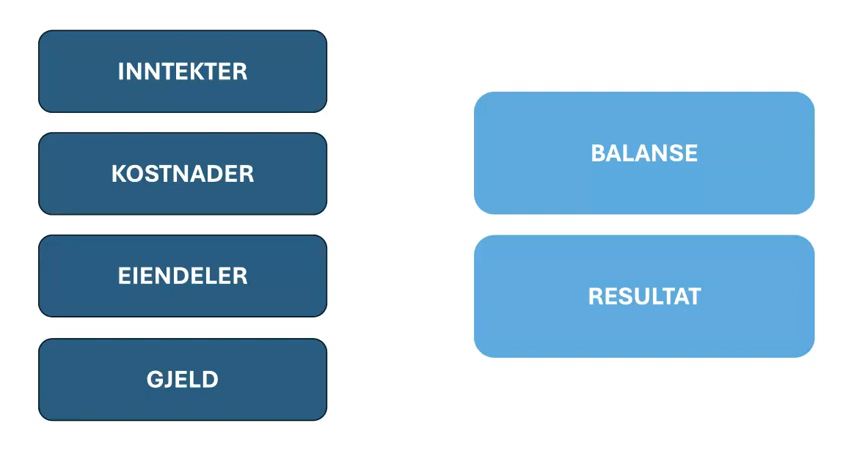 INNTEKTER
KOSTNADER
EIENDELER
GJELD
BALANSE
RESULTAT